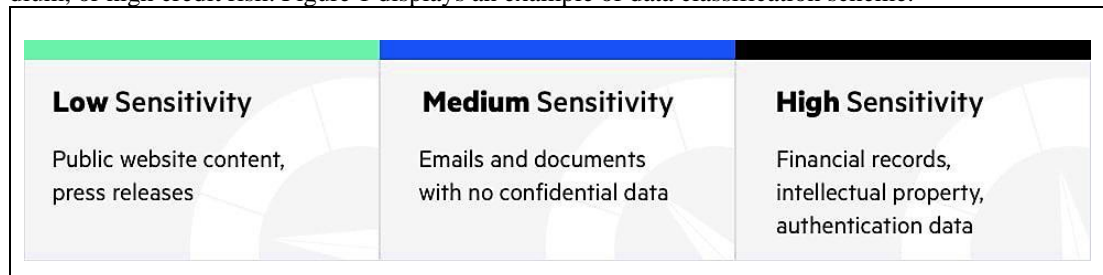 dium, or high credit risk. Figure 1 displays an example of data classification scheme.
Low Sensitivity
Public website content,
press releases
Medium Sensitivity
Emails and documents
with no confidential data
High Sensitivity
Financial records,
intellectual property,
authentication data